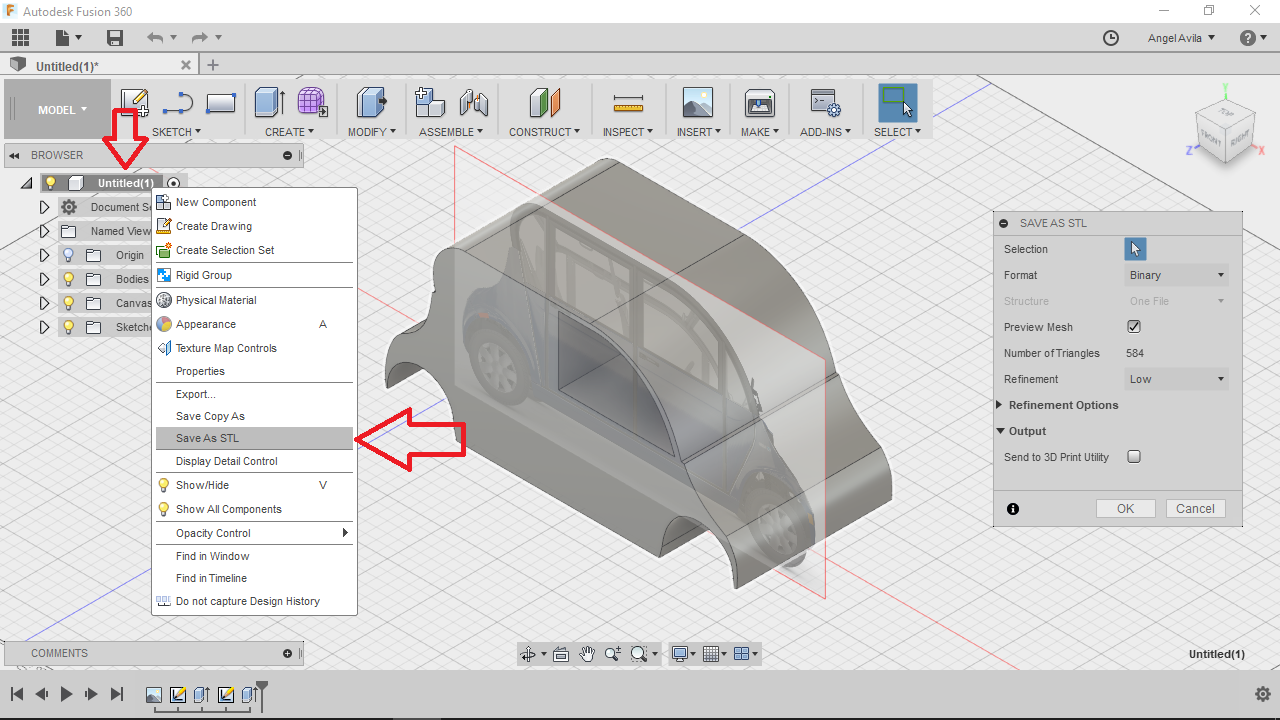 Autodesk Fusion 360
Angel Avila
Untitled(1)*
MODEL
SKETCH
CREATE
MODIFY
ASSEMBLE
CONSTRUCT
INSPECT
INSERT
MAKE
ADD-INS
SELECT
BROWSER
Untitled(1)
Document Se
Named View
Origin
Bodies
Canvas
Sketche
New Component
Create Drawing
Create Selection Set
Rigid Group
Physical Material
Appearance A
Texture Map Controls
Properties
Export...
Save Copy As
Save As STL
Display Detail Control
Show/Hide V
Show All Components
Opacity Control
Find in Window
Find in Timeline
Do not capture Design History
Y
TOP
FRONT
RIGHT
Z
X
SAVE AS STL
Selection
Format Binary
Structure One File
Preview Mesh
Number of Triangles 584
Refinement Low
Refinement Options
Output
Send to 3D Print Utility
OK Cancel
COMMENTS
Untitled(1)